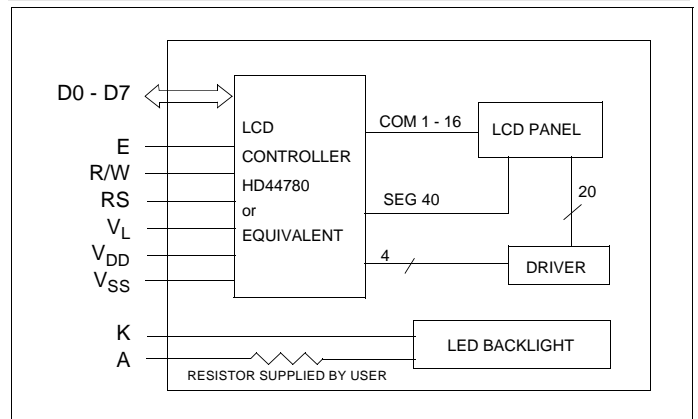 D0 - D7
E
R/W
RS
VL
VDD
VSS
K
A
LCD
CONTROLLER
HD44780
or
EQUIVALENT
COM 1 - 16
SEG 40
4
LCD PANEL
20
DRIVER
LED BACKLIGHT
RESISTOR SUPPLIED BY USER